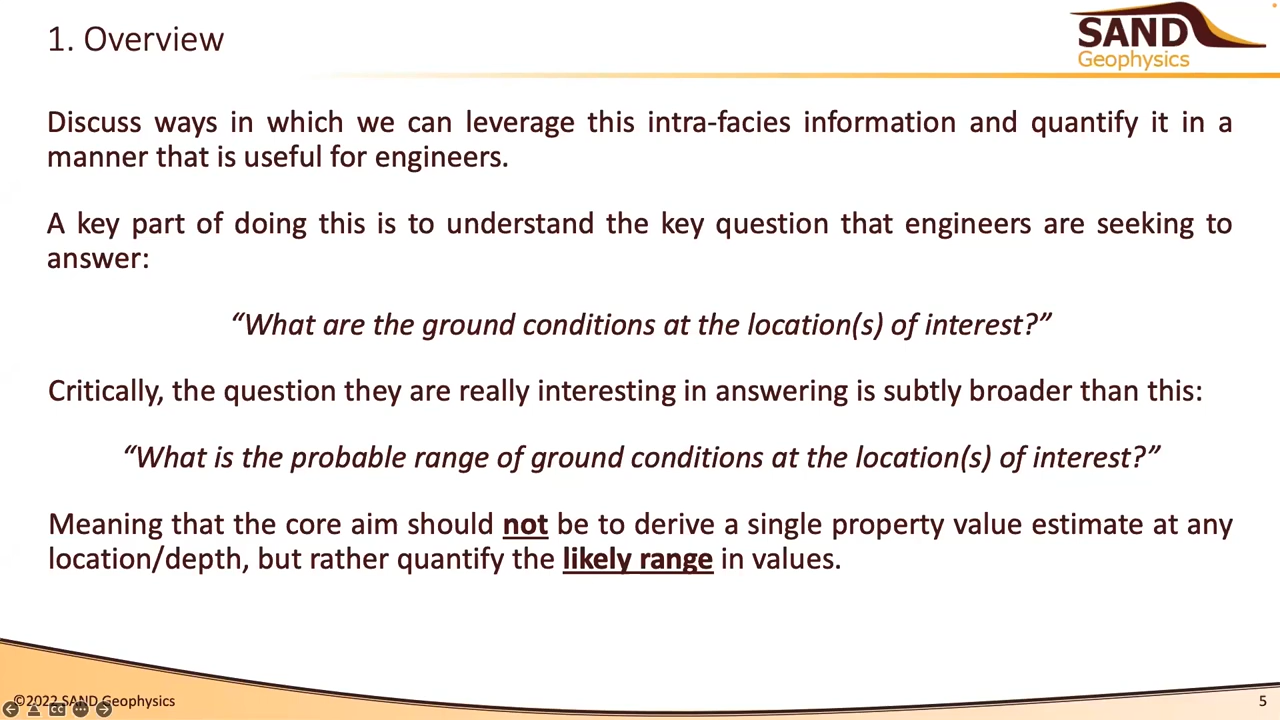 1. Overview
SAND
Geophysics
Discuss ways in which we can leverage this intra-facies information and quantify it in a
manner that is useful for engineers.
A key part of doing this is to understand the key question that engineers are seeking to
answer:
“What are the ground conditions at the location(s) of interest?”
Critically, the question they are really interesting in answering is subtly broader than this:
“What is the probable range of ground conditions at the location(s) of interest?”
Meaning that the core aim should not be to derive a single property value estimate at any
location/depth, but rather quantify the likely range in values.
©2022 SAND Geophysics
CC
5